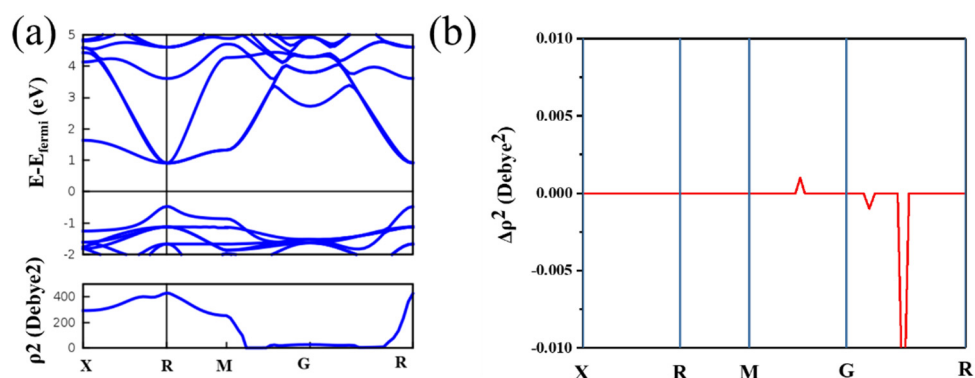 (a)
E-Efermi (eV)
5
4
3
2
1
0
-1
-2
ρ2 (Debye2)
400
200
0
X R M G R
(b)
Δρ² (Debye²)
0.010
0.005
0.000
-0.005
-0.010
X R M G R